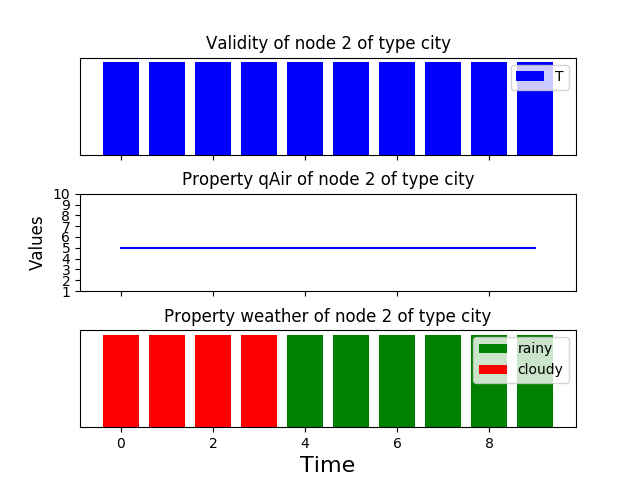 Validity of node 2 of type city
T
Property qAir of node 2 of type city
Values
10
9
8
7
6
5
4
3
2
1
Property weather of node 2 of type city
rainy
cloudy
0 2 4 6 8
Time